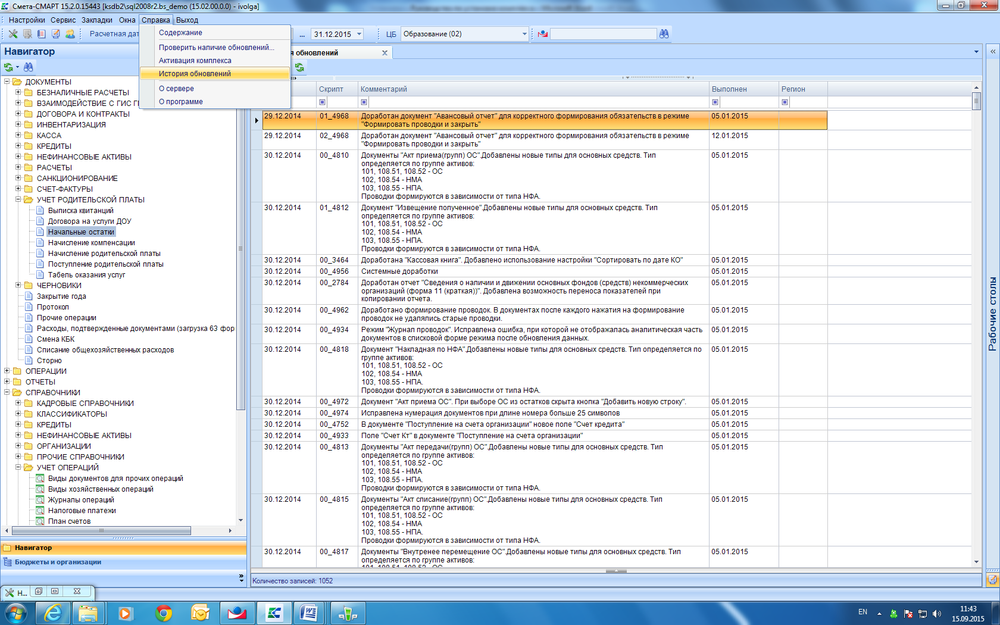 Смета-СМАРТ 15.2.0.15443 [ksdb2\sql2008r2.bs_demo (15.02.00.0.0) - ivolga]
Настройки Сервис Закладки Окна Справка Выход
Расчетная дат ... 31.12.2015 ЦБ Образование (02)
Содержание
Проверить наличие обновлений...
Активация комплекса
История обновлений
О сервере
О программе
Навигатор
ДОКУМЕНТЫ
БЕЗНАЛИЧНЫЕ РАСЧЕТЫ
ВЗАИМОДЕЙСТВИЕ С ГИС Г
ДОГОВОРА И КОНТРАКТЫ
ИНВЕНТАРИЗАЦИЯ
КАССА
КРЕДИТЫ
НЕФИНАНСОВЫЕ АКТИВЫ
РАСЧЕТЫ
САНКЦИОНИРОВАНИЕ
СЧЕТ-ФАКТУРЫ
УЧЕТ РОДИТЕЛЬСКОЙ ПЛАТЫ
Выписка квитанций
Договора на услуги ДОУ
Начальные остатки
Начисление компенсации
Начисление родительской платы
Поступление родительской платы
Табель оказания услуг
ЧЕРНОВИКИ
Закрытие года
Протокол
Прочие операции
Расходы, подтвержденные документами (загрузка 63 фор
Смена КБК
Списание общехозяйственных расходов
Сторно
ОПЕРАЦИИ
ОТЧЕТЫ
СПРАВОЧНИКИ
КАДРОВЫЕ СПРАВОЧНИКИ
КЛАССИФИКАТОРЫ
КРЕДИТЫ
НЕФИНАНСОВЫЕ АКТИВЫ
ОРГАНИЗАЦИИ
ПРОЧИЕ СПРАВОЧНИКИ
УЧЕТ ОПЕРАЦИЙ
Виды документов для прочих операций
Виды хозяйственных операций
Журналы операций
Налоговые платежи
План счетов
Навигатор
Бюджеты и организации
я обновлений
Скрипт Комментарий Выполнен Регион
29.12.2014 01_4968 Доработан документ "Авансовый отчет" для корректного формирования обязательств в режиме 05.01.2015
"Формировать проводки и закрыть"
29.12.2014 02_4968 Доработан документ "Авансовый отчет" для корректного формирования обязательств в режиме 12.01.2015
"Формировать проводки и закрыть"
30.12.2014 00_4810 Документы "Акт приема(групп) ОС".Добавлены новые типы для основных средств. Тип 05.01.2015
определяется по группе активов:
101, 108.51, 108.52 - ОС
102, 108.54 - НМА
103, 108.55 - НПА.
Проводки формируются в зависимости от типа НФА.
30.12.2014 01_4812 Документ "Извещение полученное".Добавлены новые типы для основных средств. Тип 05.01.2015
определяется по группе активов:
101, 108.51, 108.52 - ОС
102, 108.54 - НМА
103, 108.55 - НПА.
Проводки формируются в зависимости от типа НФА.
30.12.2014 00_3464 Доработана "Кассовая книга". Добавлено использование настройки "Сортировать по дате КО" 05.01.2015
30.12.2014 00_4956 Системные доработки 05.01.2015
30.12.2014 00_2784 Доработан отчет "Сведения о наличии и движении основных фондов (средств) некоммерческих 05.01.2015
организаций (форма 11 (краткая))". Добавлена возможность переноса показателей при
копировании отчета.
30.12.2014 00_4962 Доработано формирование проводок. В документах после каждого нажатия на формирование 05.01.2015
проводок не удалялись старые проводки.
30.12.2014 00_4934 Режим "Журнал проводок". Исправлена ошибка, при которой не отображалась аналитическая часть 05.01.2015
документов в списковой форме режима после обновления данных.
30.12.2014 00_4818 Документ "Накладная по НФА".Добавлены новые типы для основных средств. Тип определяется по 05.01.2015
группе активов:
101, 108.51, 108.52 - ОС
102, 108.54 - НМА
103, 108.55 - НПА.
Проводки формируются в зависимости от типа НФА.
30.12.2014 00_4972 Документ "Акт приема ОС". При выборе ОС из остатков скрыта кнопка "Добавить новую строку". 05.01.2015
30.12.2014 00_4974 Исправлена нумерация документов при длине номера больше 25 символов 05.01.2015
30.12.2014 00_4752 В документе "Поступление на счета организации" новое поле "Счет кредита" 05.01.2015
30.12.2014 00_4933 Поле "Счет Кт" в документе "Поступление на счета организации" 05.01.2015
30.12.2014 00_4813 Документы "Акт передачи(групп) ОС".Добавлены новые типы для основных средств. Тип 05.01.2015
определяется по группе активов:
101, 108.51, 108.52 - ОС
102, 108.54 - НМА
103, 108.55 - НПА.
Проводки формируются в зависимости от типа НФА.
30.12.2014 00_4815 Документы "Акт списание(групп) ОС".Добавлены новые типы для основных средств. Тип 05.01.2015
определяется по группе активов:
101, 108.51, 108.52 - ОС
102, 108.54 - НМА
103, 108.55 - НПА.
Проводки формируются в зависимости от типа НФА.
30.12.2014 00_4817 Документы "Внутренее перемещение ОС".Добавлены новые типы для основных средств. Тип 05.01.2015
определяется по группе активов:
101, 108.51, 108.52 - ОС
Количество записей: 1052
Рабочие столы
Н...
EN
11:43
15.09.2015